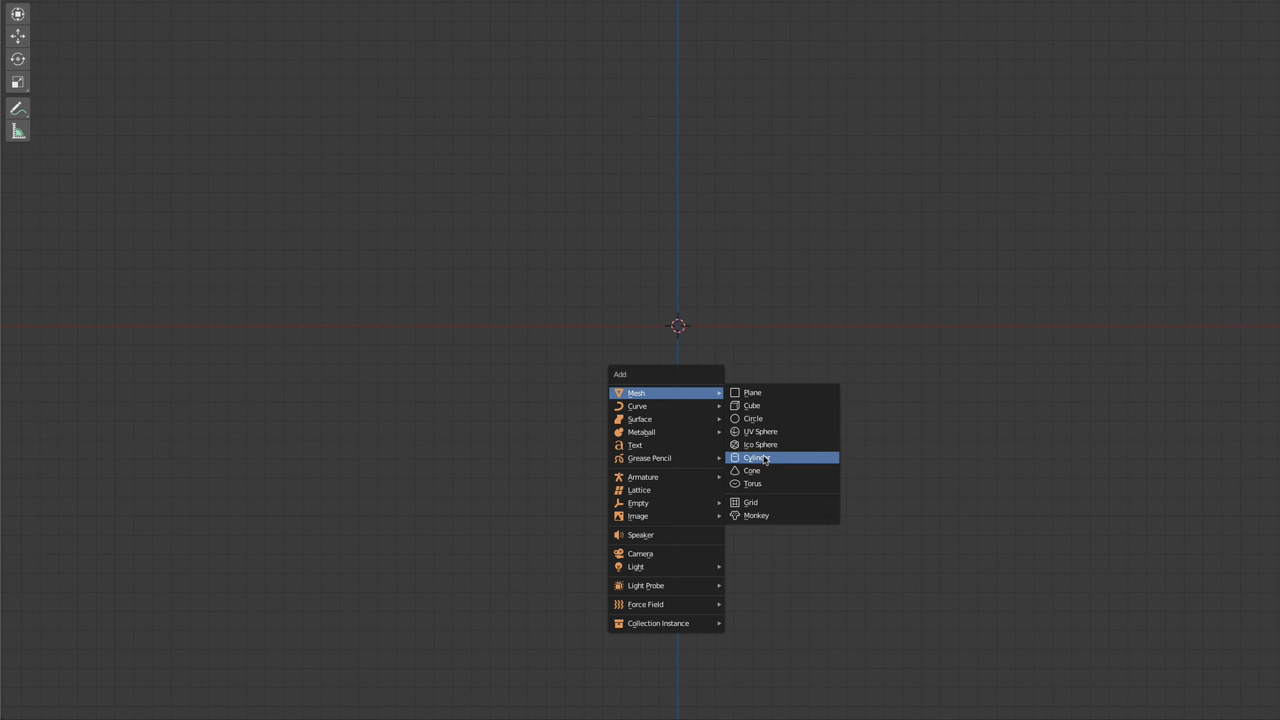 Add
Mesh
Curve
Surface
Metaball
Text
Grease Pencil
Armature
Lattice
Empty
Image
Speaker
Camera
Light
Light Probe
Force Field
Collection Instance
Plane
Cube
Circle
UV Sphere
Ico Sphere
Cylinder
Cone
Torus
Grid
Monkey